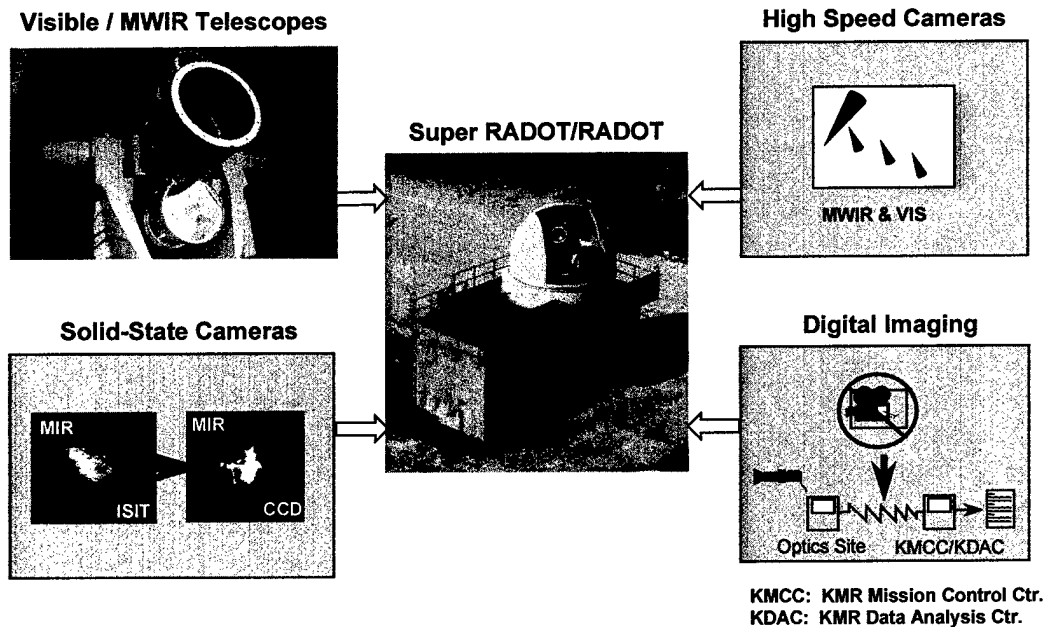 Visible / MWIR Telescopes
High Speed Cameras
MWIR & VIS
Super RADOT/RADOT
Solid-State Cameras
MIR
ISIT
MIR
CCD
Digital Imaging
Optics Site
KMCC/KDAC
KMCC: KMR Mission Control Ctr.
KDAC: KMR Data Analysis Ctr.